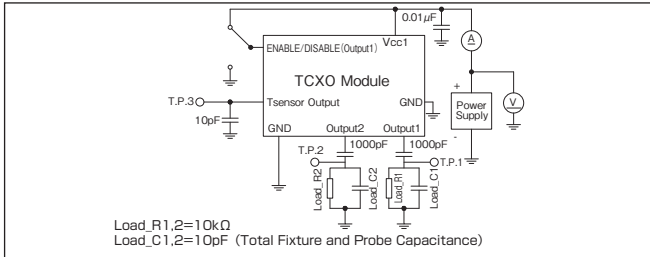 0.01μF
A
Vcc1
ENABLE/DISABLE(Output1)
TCXO Module
T.P.3
Tsensor Output
GND
+
Power
Supply
-
V
10pF
GND
Output2
Output1
T.P.2
1000pF
1000pF
T.P.1
Load_R2
Load_C2
Load_R1
Load_C1
Load_R1,2=10kΩ
Load_C1,2=10pF (Total Fixture and Probe Capacitance)